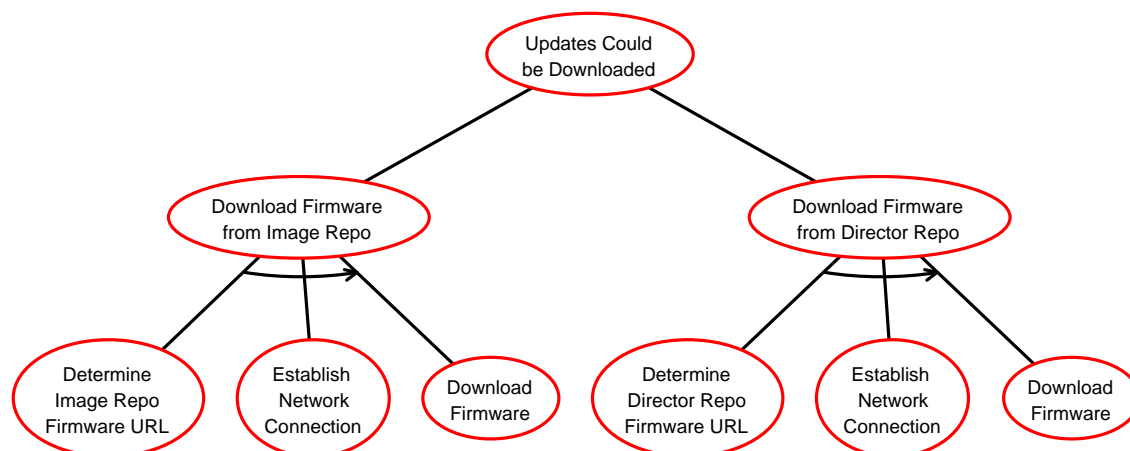 Updates Could
be Downloaded
Download Firmware
from Image Repo
Download Firmware
from Director Repo
Determine
Image Repo
Firmware URL
Establish
Network
Connection
Download
Firmware
Determine
Director Repo
Firmware URL
Establish
Network
Connection
Download
Firmware